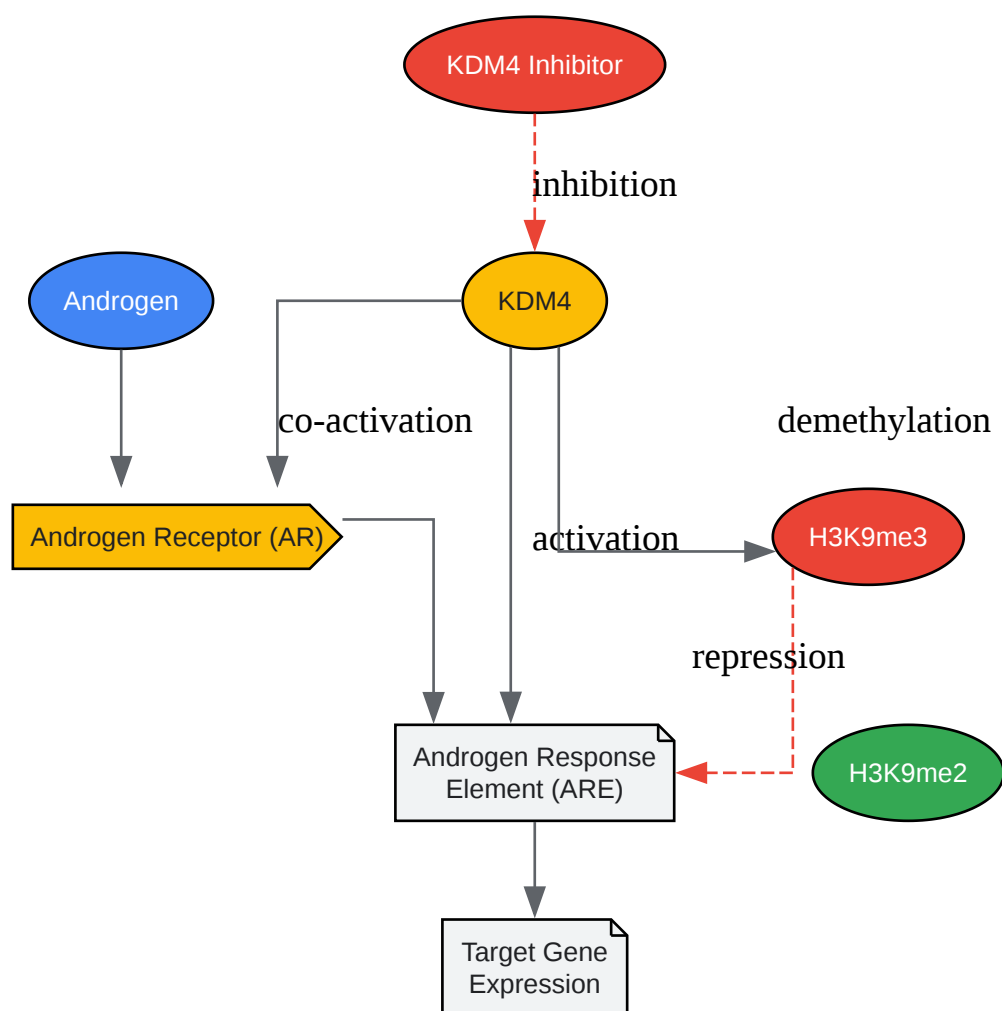 KDM4 Inhibitor
inhibition
Androgen
KDM4
co-activation
demethylation
Androgen Receptor (AR)
activation
H3K9me3
repression
Androgen Response
Element (ARE)
H3K9me2
Target Gene
Expression